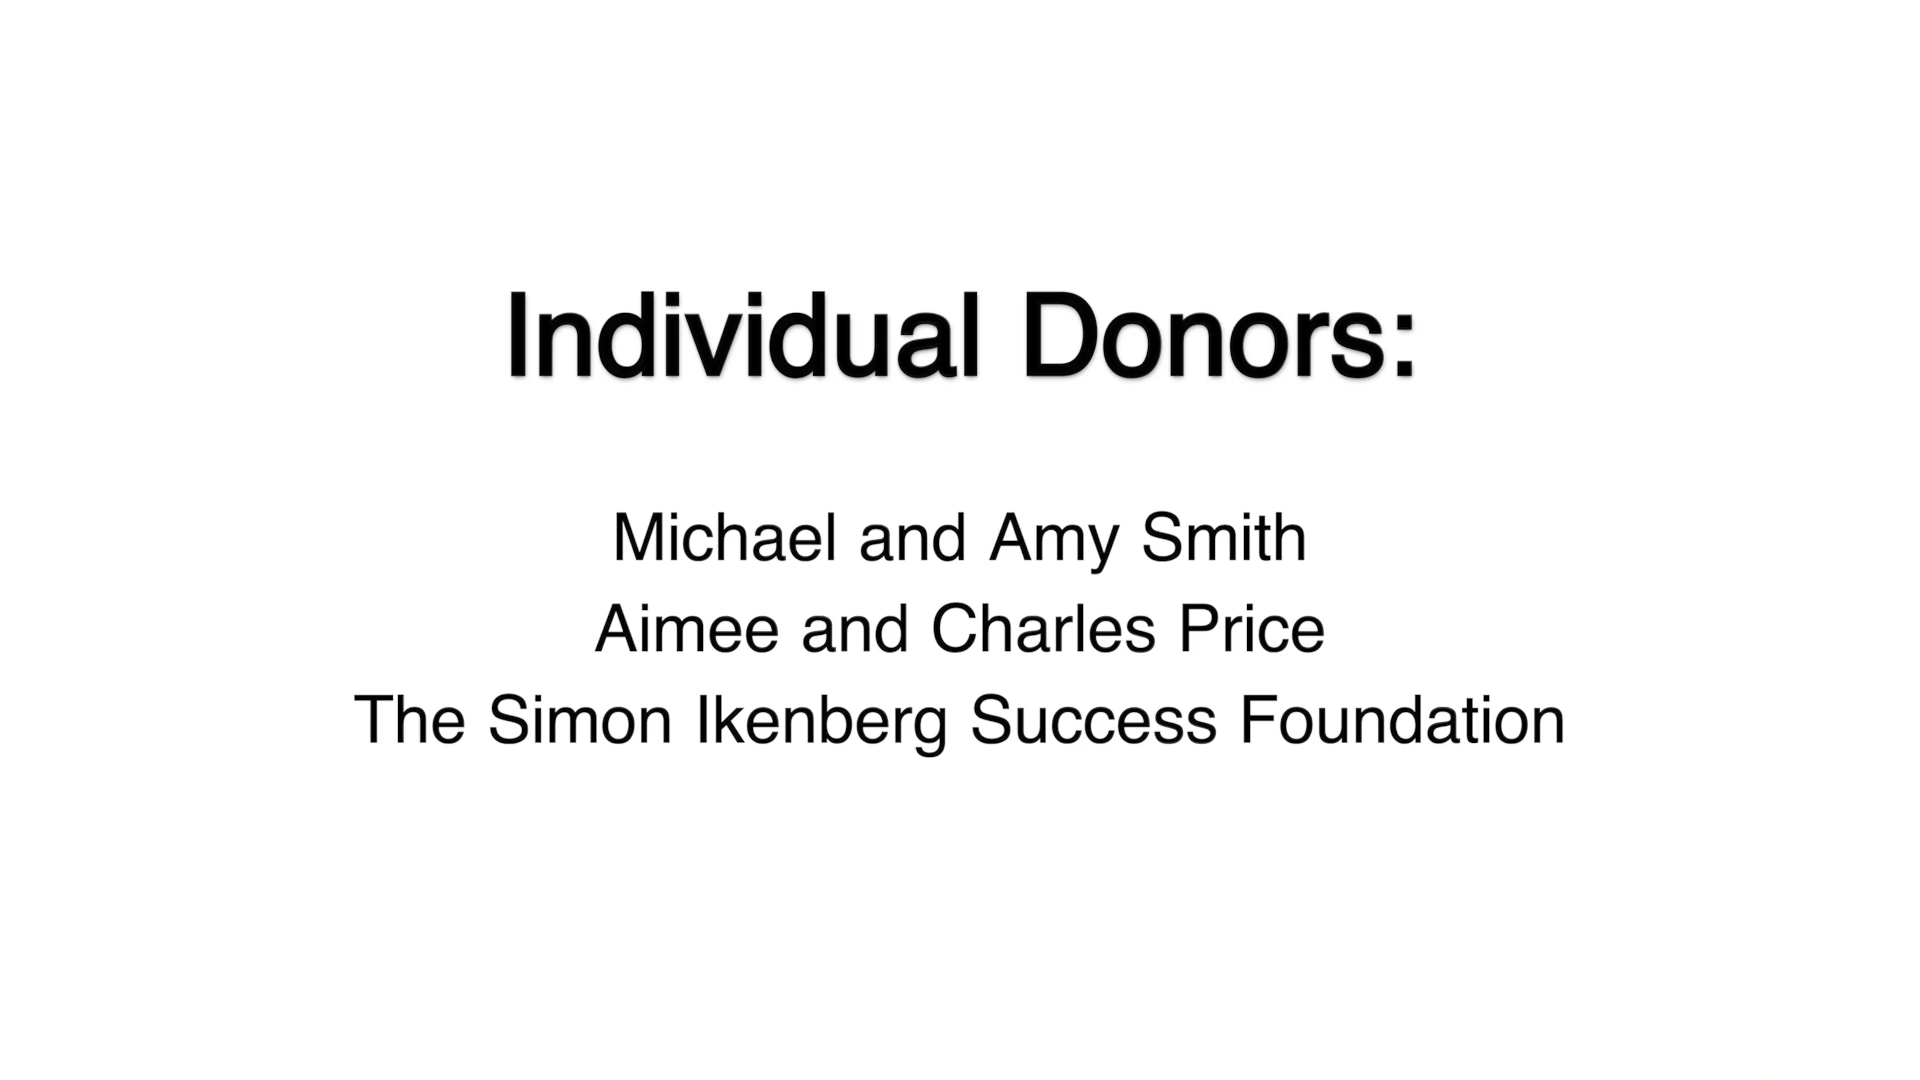 Individual Donors:
Michael and Amy Smith
Aimee and Charles Price
The Simon Ikenberg Success Foundation